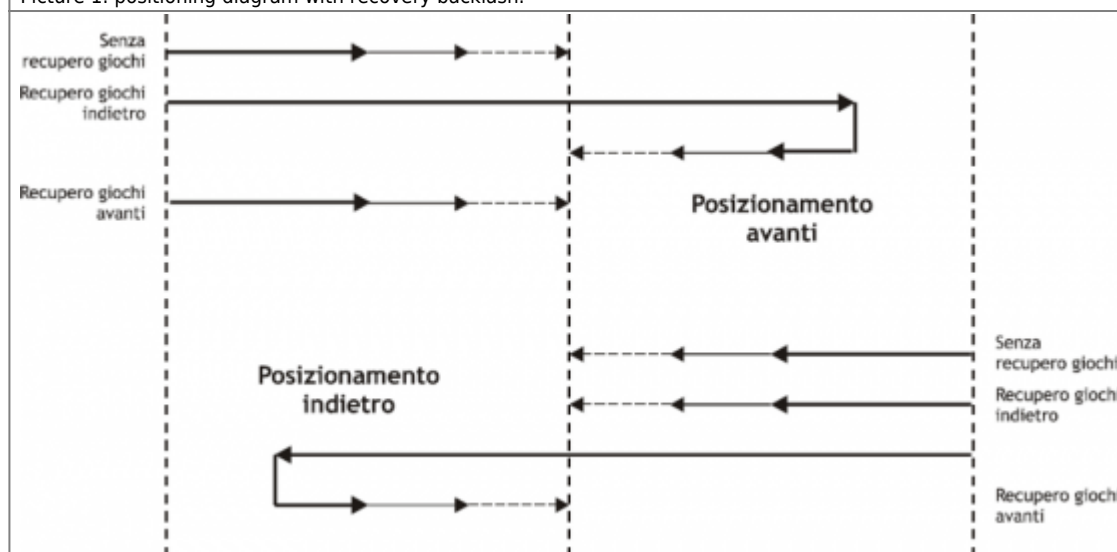 Picture 1: positioning diagram with recovery backlash.
Senza
recupero giochi
Recupero giochi
indietro
Recupero giochi
avanti
Posizionamento
avanti
Posizionamento
indietro
Senza
recupero giochi
Recupero giochi
indietro
Recupero giochi
avanti